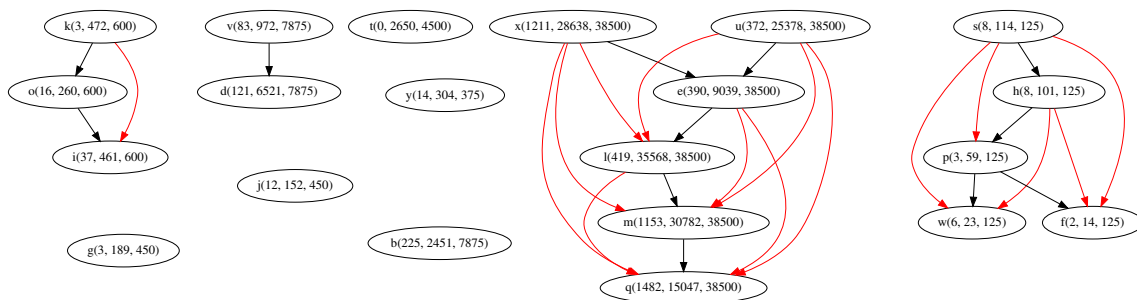 k(3, 472, 600)
v(83, 972, 7875)
t(0, 2650, 4500)
x(1211, 28638, 38500)
u(372, 25378, 38500)
s(8, 114, 125)
o(16, 260, 600)
d(121, 6521, 7875)
y(14, 304, 375)
e(390, 9039, 38500)
h(8, 101, 125)
i(37, 461, 600)
j(12, 152, 450)
l(419, 35568, 38500)
p(3, 59, 125)
g(3, 189, 450)
b(225, 2451, 7875)
m(1153, 30782, 38500)
w(6, 23, 125)
f(2, 14, 125)
q(1482, 15047, 38500)